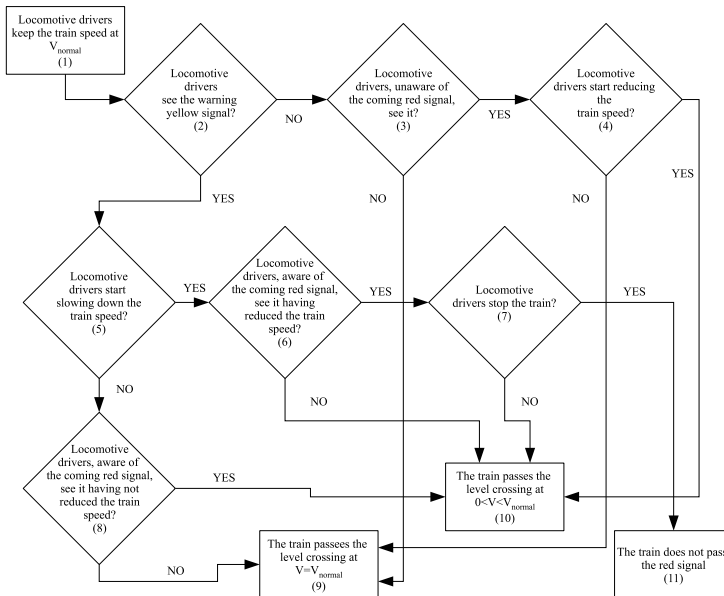 Locomotive drivers
keep the train speed at
Vnormal
(1)
Locomotive
drivers
see the warning
yellow signal?
(2)
NO
Locomotive
drivers, unaware of
the coming red signal,
see it?
(3)
YES
Locomotive
drivers start reducing
the
train speed?
(4)
YES
YES
NO
NO
Locomotive
drivers start
slowing down the
train speed?
(5)
YES
Locomotive
drivers, aware of
the coming red signal,
see it having
reduced the train
speed?
(6)
YES
Locomotive
drivers stop the train?
(7)
YES
NO
NO
NO
Locomotive
drivers, aware of
the coming red signal,
see it having not
reduced the train
speed?
(8)
YES
The train passes the
level crossing at
0<V<Vnormal
(10)
NO
The train passees the
level crossing at
V=Vnormal
(9)
The train does not pass
the red signal
(11)